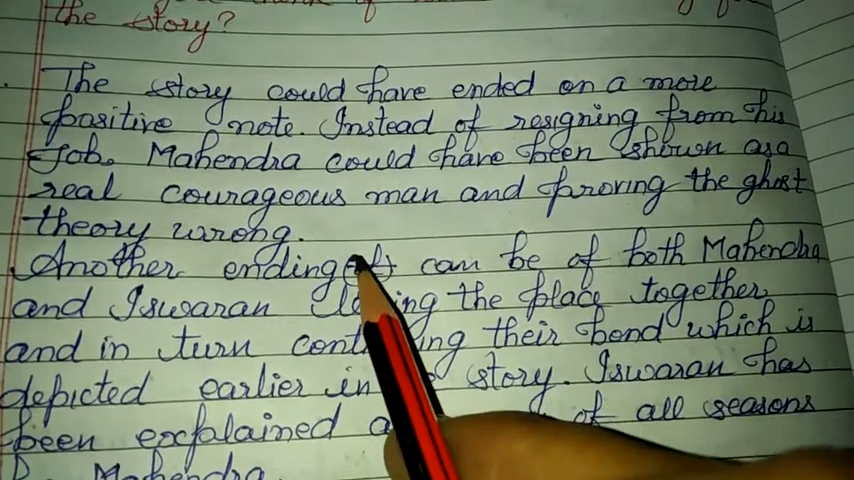 the story?
The story could have ended on a more
positive note. Instead of resigning from his
Job. Mahendra could have been shown as a
real courageous man and proving the ghost
theory wrong.
Another ending can be of both Mahendra
and Iswaran the place together
and in turn their bond which is
depicted earlier in story. Iswaran has
been explained of all seasons
Mahendra